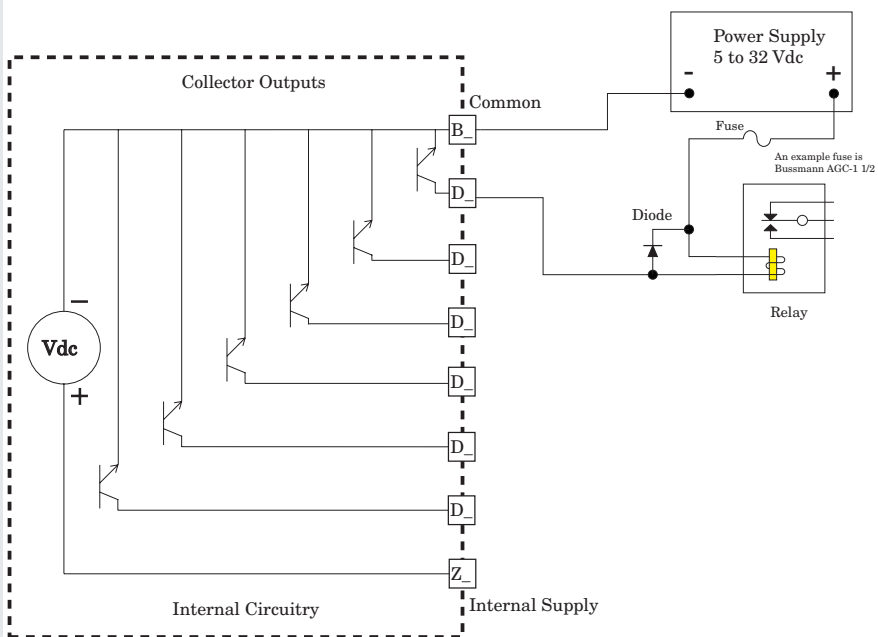 Power Supply
5 to 32 Vdc
-
+
Collector Outputs
Common
B_
Fuse
An example fuse is
Bussmann AGC-1 1/2
D_
Diode
D_
Relay
D_
Vdc
-
+
D_
D_
D_
Z_
Internal Circuitry
Internal Supply